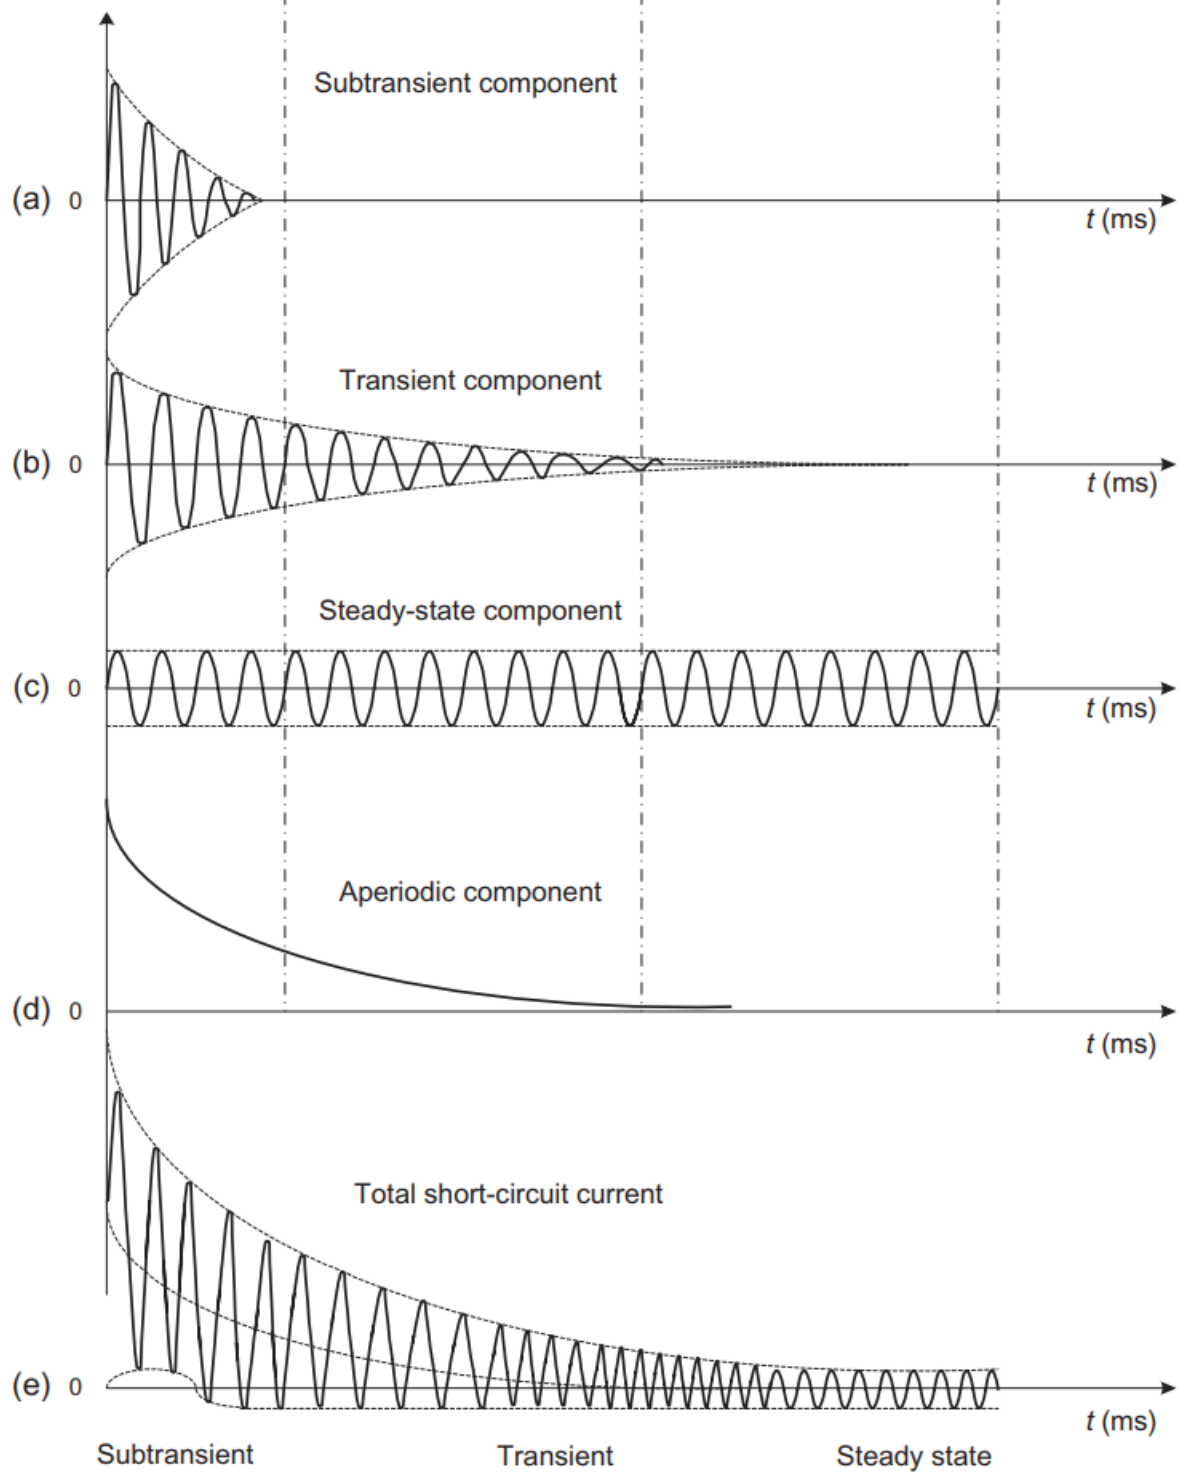 Subtransient component
(a) 0
t (ms)
Transient component
(b) 0
t (ms)
Steady-state component
(c) 0
t (ms)
Aperiodic component
(d) 0
t (ms)
Total short-circuit current
(e) 0
t (ms)
Subtransient Transient Steady state